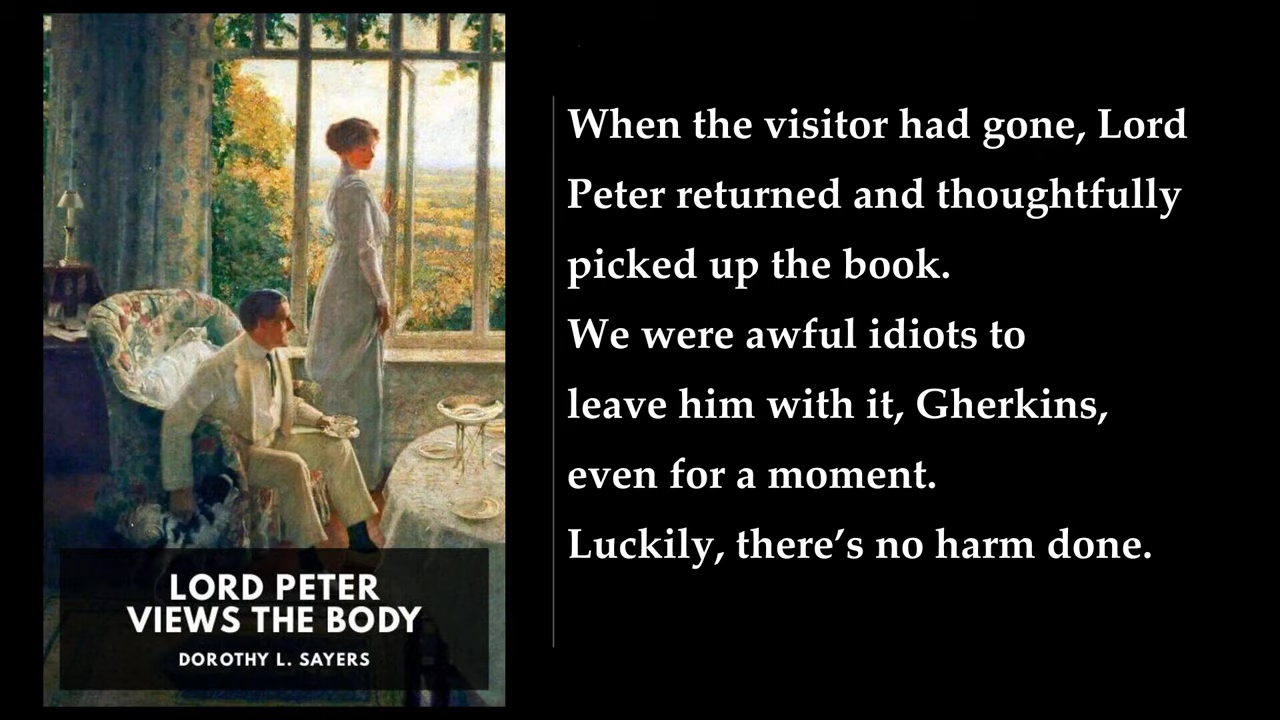 LORD PETER
VIEWS THE BODY
DOROTHY L. SAYERS
When the visitor had gone, Lord
Peter returned and thoughtfully
picked up the book.
We were awful idiots to
leave him with it, Gherkins,
even for a moment.
Luckily, there’s no harm done.